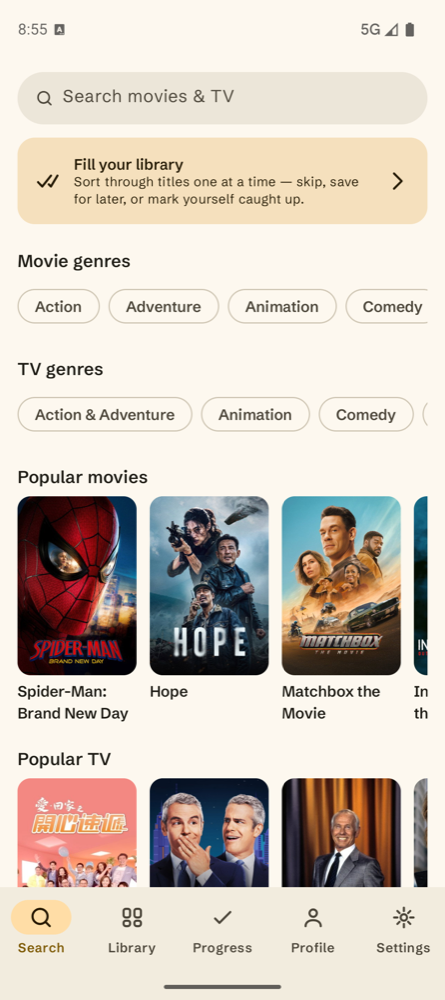 8:55 A
5G
Search movies & TV
Fill your library
Sort through titles one at a time — skip, save
for later, or mark yourself caught up.
Movie genres
Action
Adventure
Animation
Comedy
TV genres
Action & Adventure
Animation
Comedy
Popular movies
SPIDER-MAN
BRAND NEW DAY
HOPE
MATCHBOX
THE MOVIE
IN
Spider-Man:
Brand New Day
Hope
Matchbox the
Movie
In
th
Popular TV
愛·回家之
開心速遞
Search
Library
Progress
Profile
Settings